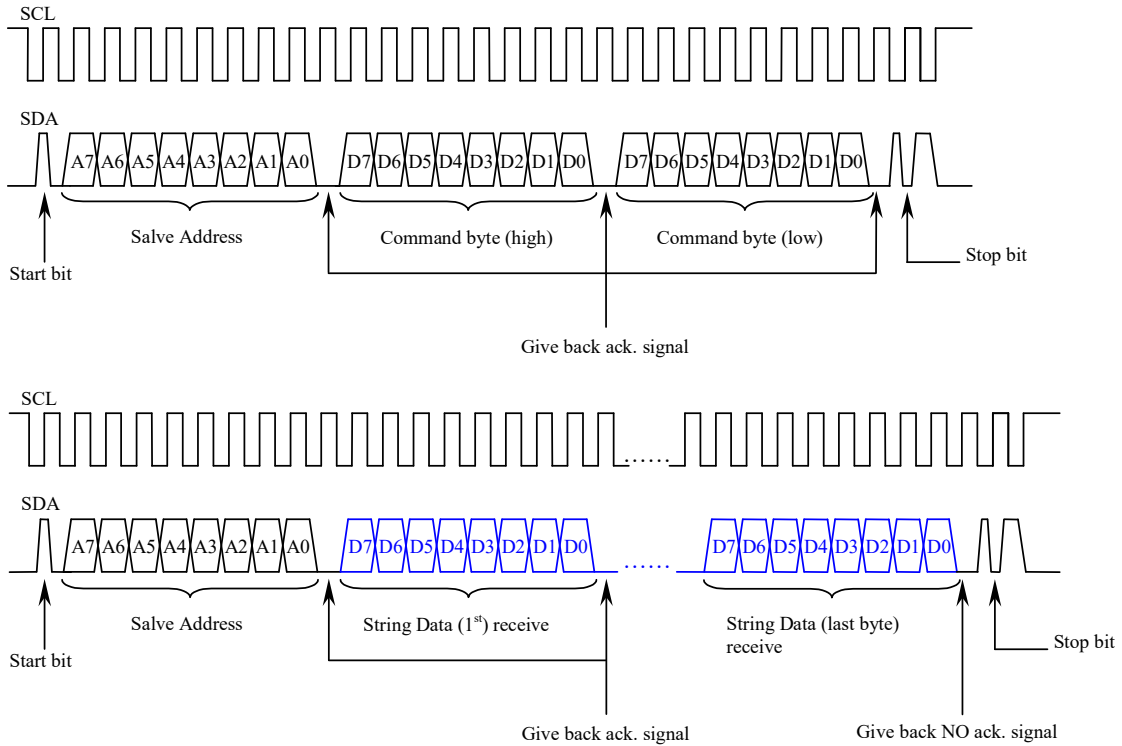 SCL
SDA
A7 A6 A5 A4 A3 A2 A1 A0 D7 D6 D5 D4 D3 D2 D1 D0 D7 D6 D5 D4 D3 D2 D1 D0
Salve Address Command byte (high) Command byte (low)
Start bit Stop bit
Give back ack. signal
SCL
......
SDA
A7 A6 A5 A4 A3 A2 A1 A0 D7 D6 D5 D4 D3 D2 D1 D0 ...... D7 D6 D5 D4 D3 D2 D1 D0
Salve Address String Data (1st) receive String Data (last byte)
receive
Start bit Stop bit
Give back ack. signal Give back NO ack. signal